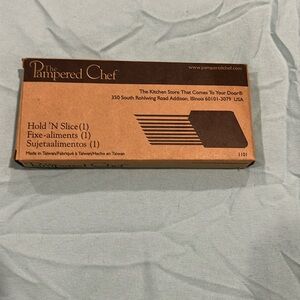 The
Pampered Chef
www.pamperedchef.com
The Kitchen Store That Comes To Your Door®
350 South Rohlwing Road Addison, Illinois 60101-3079 USA
Hold 'N Slice (1)
Fixe-aliments (1)
Sujetaalimentos (1)
Made in Taiwan/Fabriqué à Taiwan/Hecho en Taiwan
1101